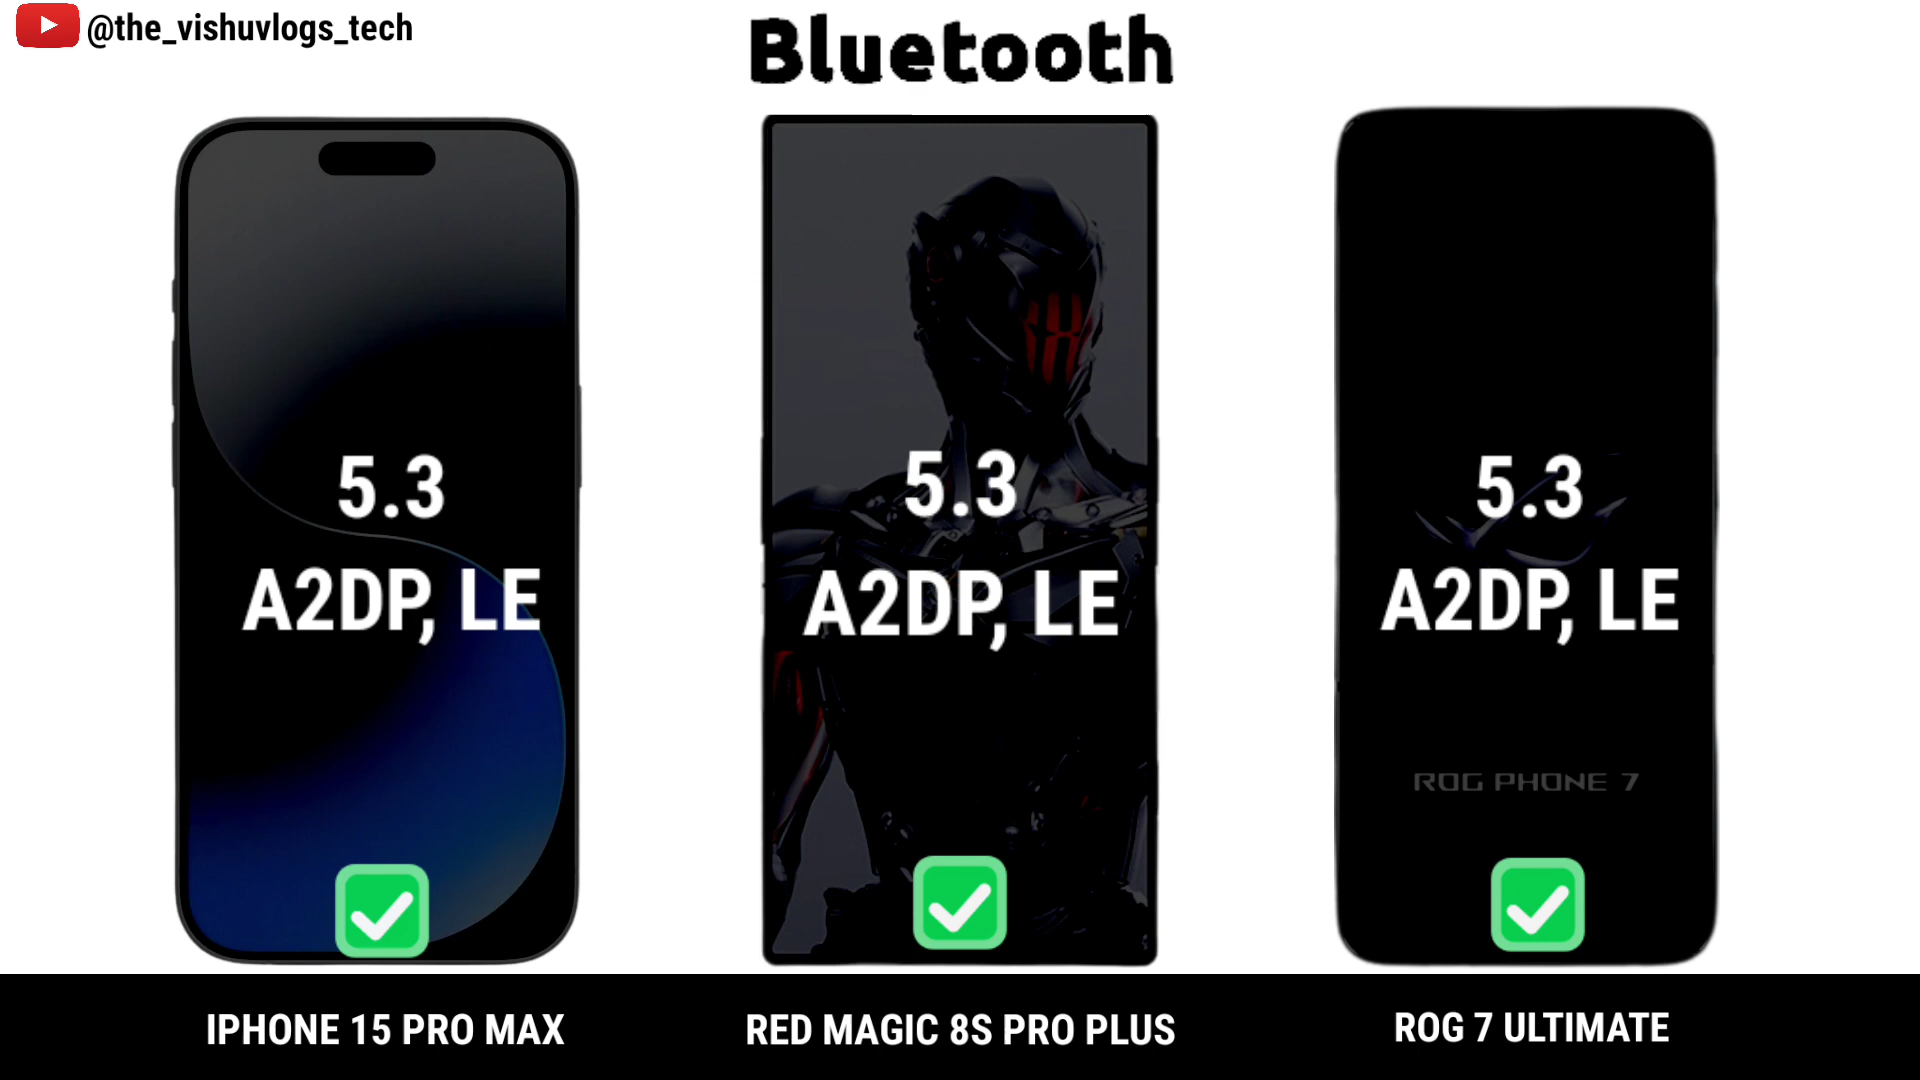 @the_vishuvlogs_tech
Bluetooth
5.3
A2DP, LE
5.3
A2DP, LE
5.3
A2DP, LE
ROG PHONE 7
IPHONE 15 PRO MAX
RED MAGIC 8S PRO PLUS
ROG 7 ULTIMATE